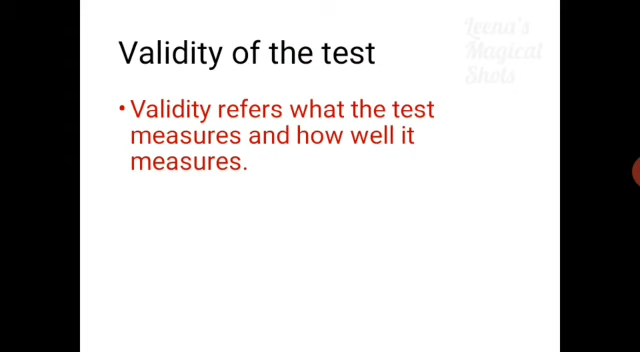 Leena's
Magical
Shots
Validity of the test
• Validity refers what the test
measures and how well it
measures.